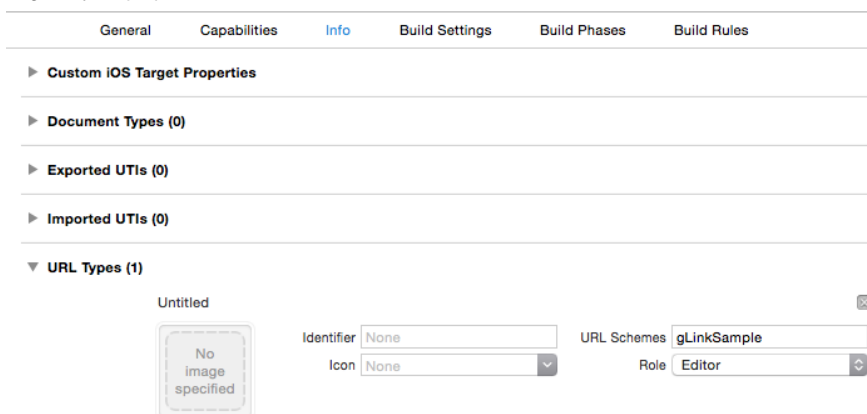 General Capabilities Info Build Settings Build Phases Build Rules
Custom iOS Target Properties
Document Types (0)
Exported UTIs (0)
Imported UTIs (0)
URL Types (1)
Untitled
No
image
specified
Identifier None URL Schemes gLinkSample
Icon None Role Editor